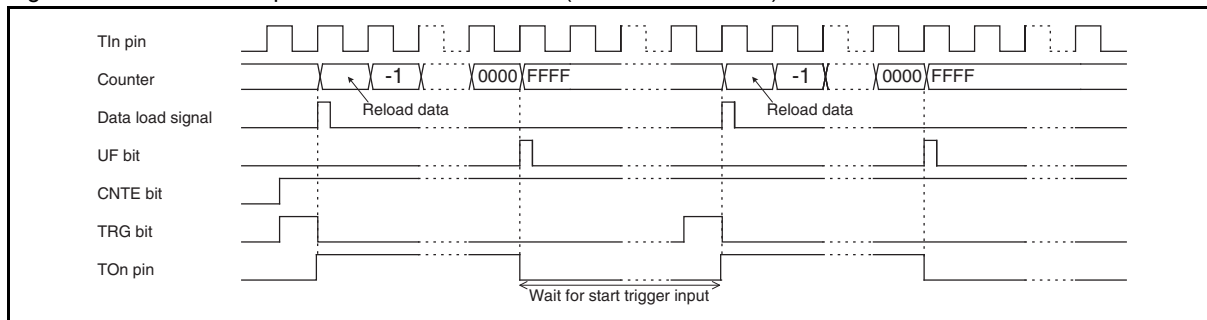 TIn pin
Counter
-1
0000
FFFF
-1
0000
FFFF
Reload data
Reload data
Data load signal
UF bit
CNTE bit
TRG bit
TOn pin
Wait for start trigger input